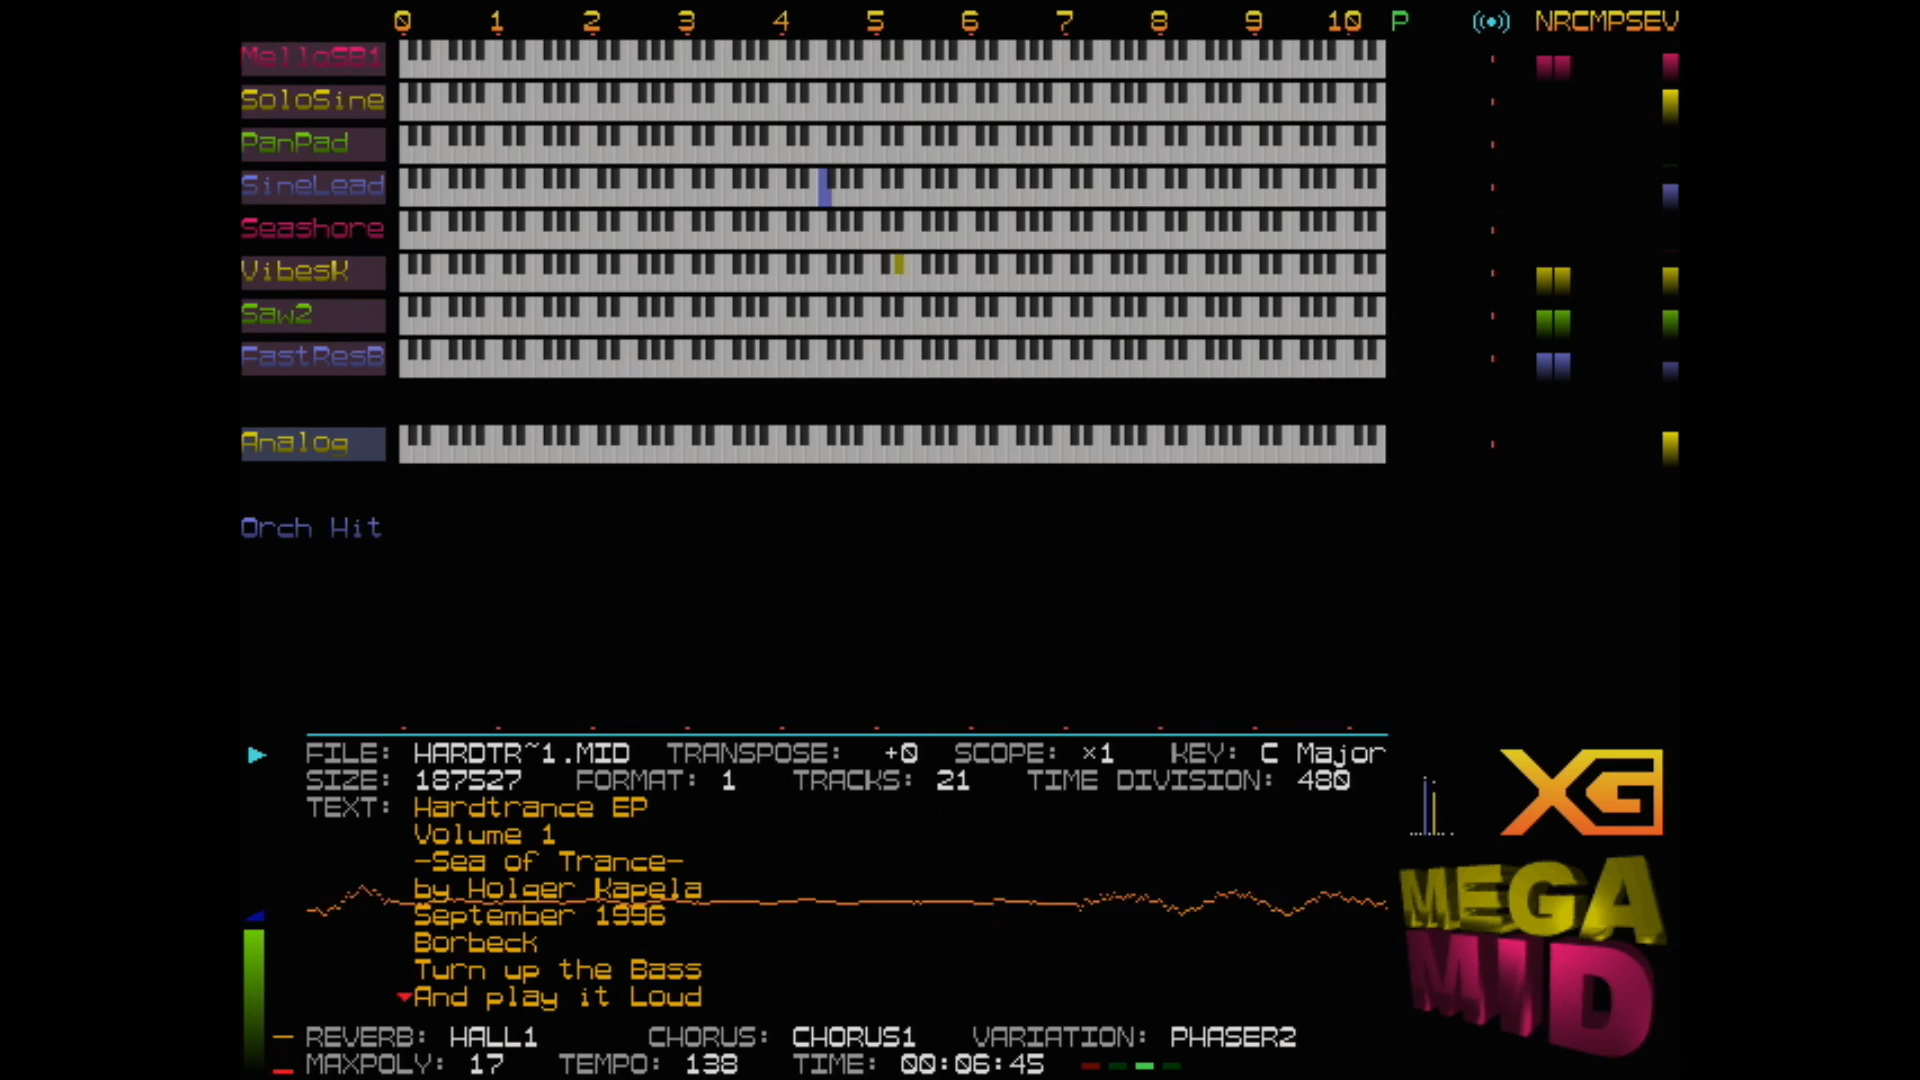 0 1 2 3 4 5 6 7 8 9 10 P NRCMPSEV
MelloSB1
SoloSine
PanPad
SineLead
Seashore
VibesK
Saw2
FastResB
Analog
Orch Hit
FILE: HARDTR~1.MID TRANSPOSE: +0 SCOPE: ×1 KEY: C Major
SIZE: 187527 FORMAT: 1 TRACKS: 21 TIME DIVISION: 480
TEXT: Hardtrance EP
Volume 1
-Sea of Trance-
by Holger Kapela
September 1996
Borbeck
Turn up the Bass
And play it Loud
XG
MEGA
MID
REVERB: HALL1 CHORUS: CHORUS1 VARIATION: PHASER2
MAXPOLY: 17 TEMPO: 138 TIME: 00:06:45